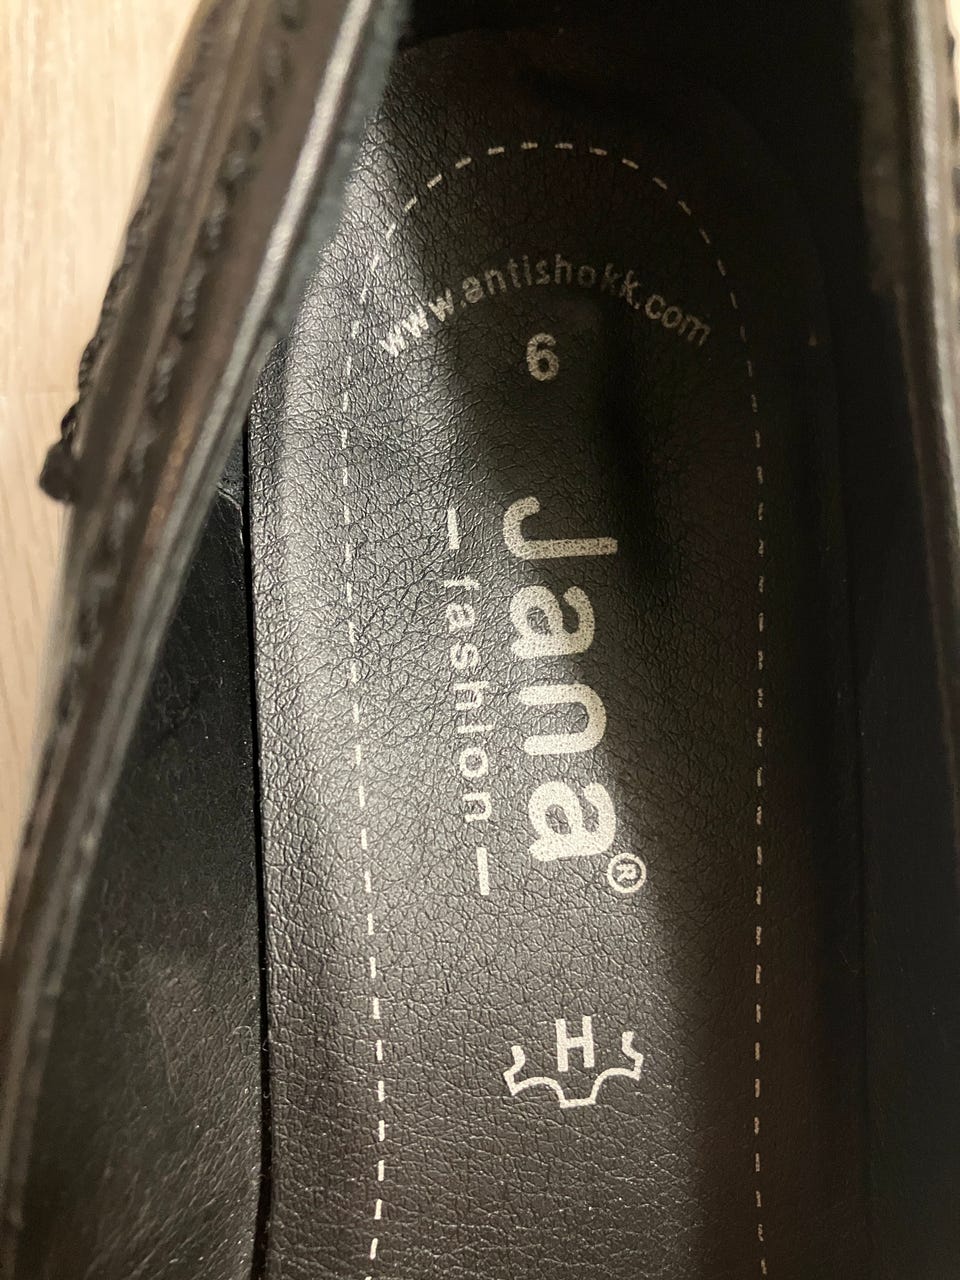 www.antishokk.com
6
Jana®
— fashion —
H